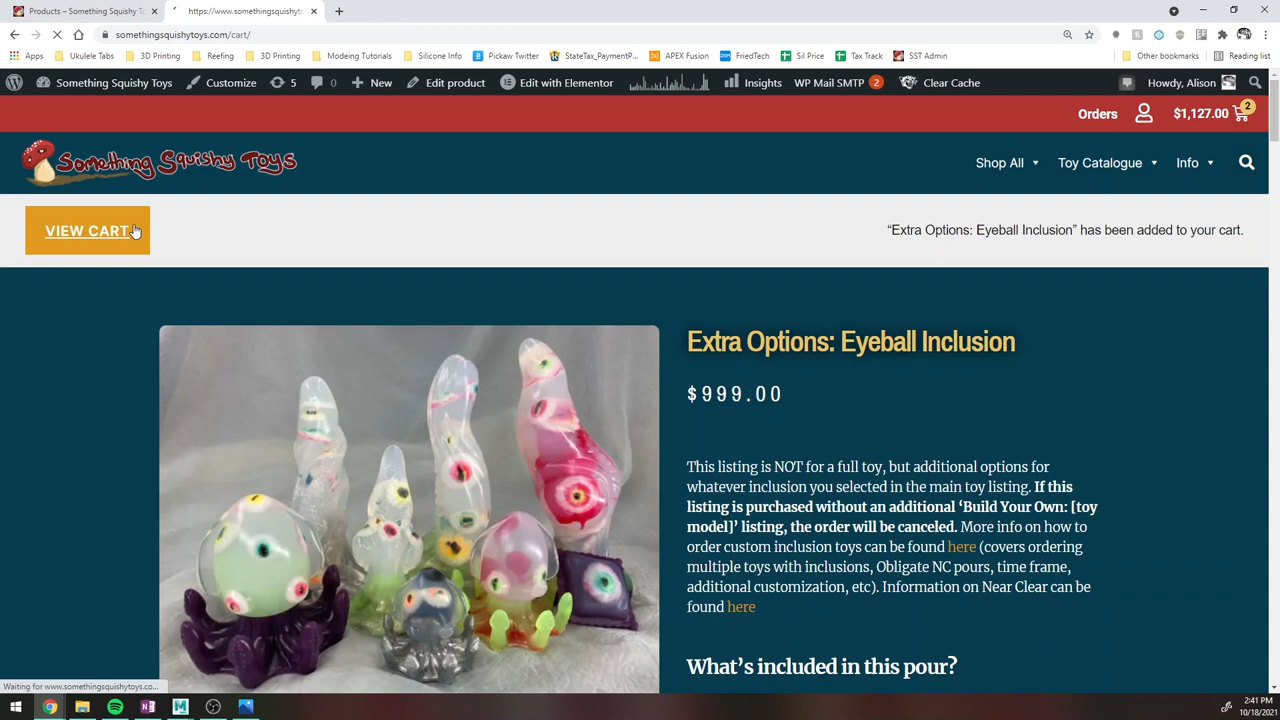 Products – Something Squishy To
https://www.somethingsquishyto
somethingsquishytoys.com/cart/
Apps
Ukulele Tabs
3D Printing
Reefing
3D Printing
Modeing Tutorials
Silicone Info
Pickaw Twitter
StateTax_PaymentP...
APEX Fusion
FriedTech
Sil Price
Tax Track
SST Admin
Other bookmarks
Reading list
Something Squishy Toys
Customize
5
0
New
Edit product
Edit with Elementor
Insights
WP Mail SMTP 2
Clear Cache
Howdy, Alison
Orders
$1,127.00
2
Something Squishy Toys
Shop All
Toy Catalogue
Info
VIEW CART
“Extra Options: Eyeball Inclusion” has been added to your cart.
Extra Options: Eyeball Inclusion
$999.00
This listing is NOT for a full toy, but additional options for
whatever inclusion you selected in the main toy listing. If this
listing is purchased without an additional ‘Build Your Own: [toy
model]’ listing, the order will be canceled. More info on how to
order custom inclusion toys can be found here (covers ordering
multiple toys with inclusions, Obligate NC pours, time frame,
additional customization, etc). Information on Near Clear can be
found here
What’s included in this pour?
Waiting for www.somethingsquishytoys.co...
2:41 PM
10/18/2021